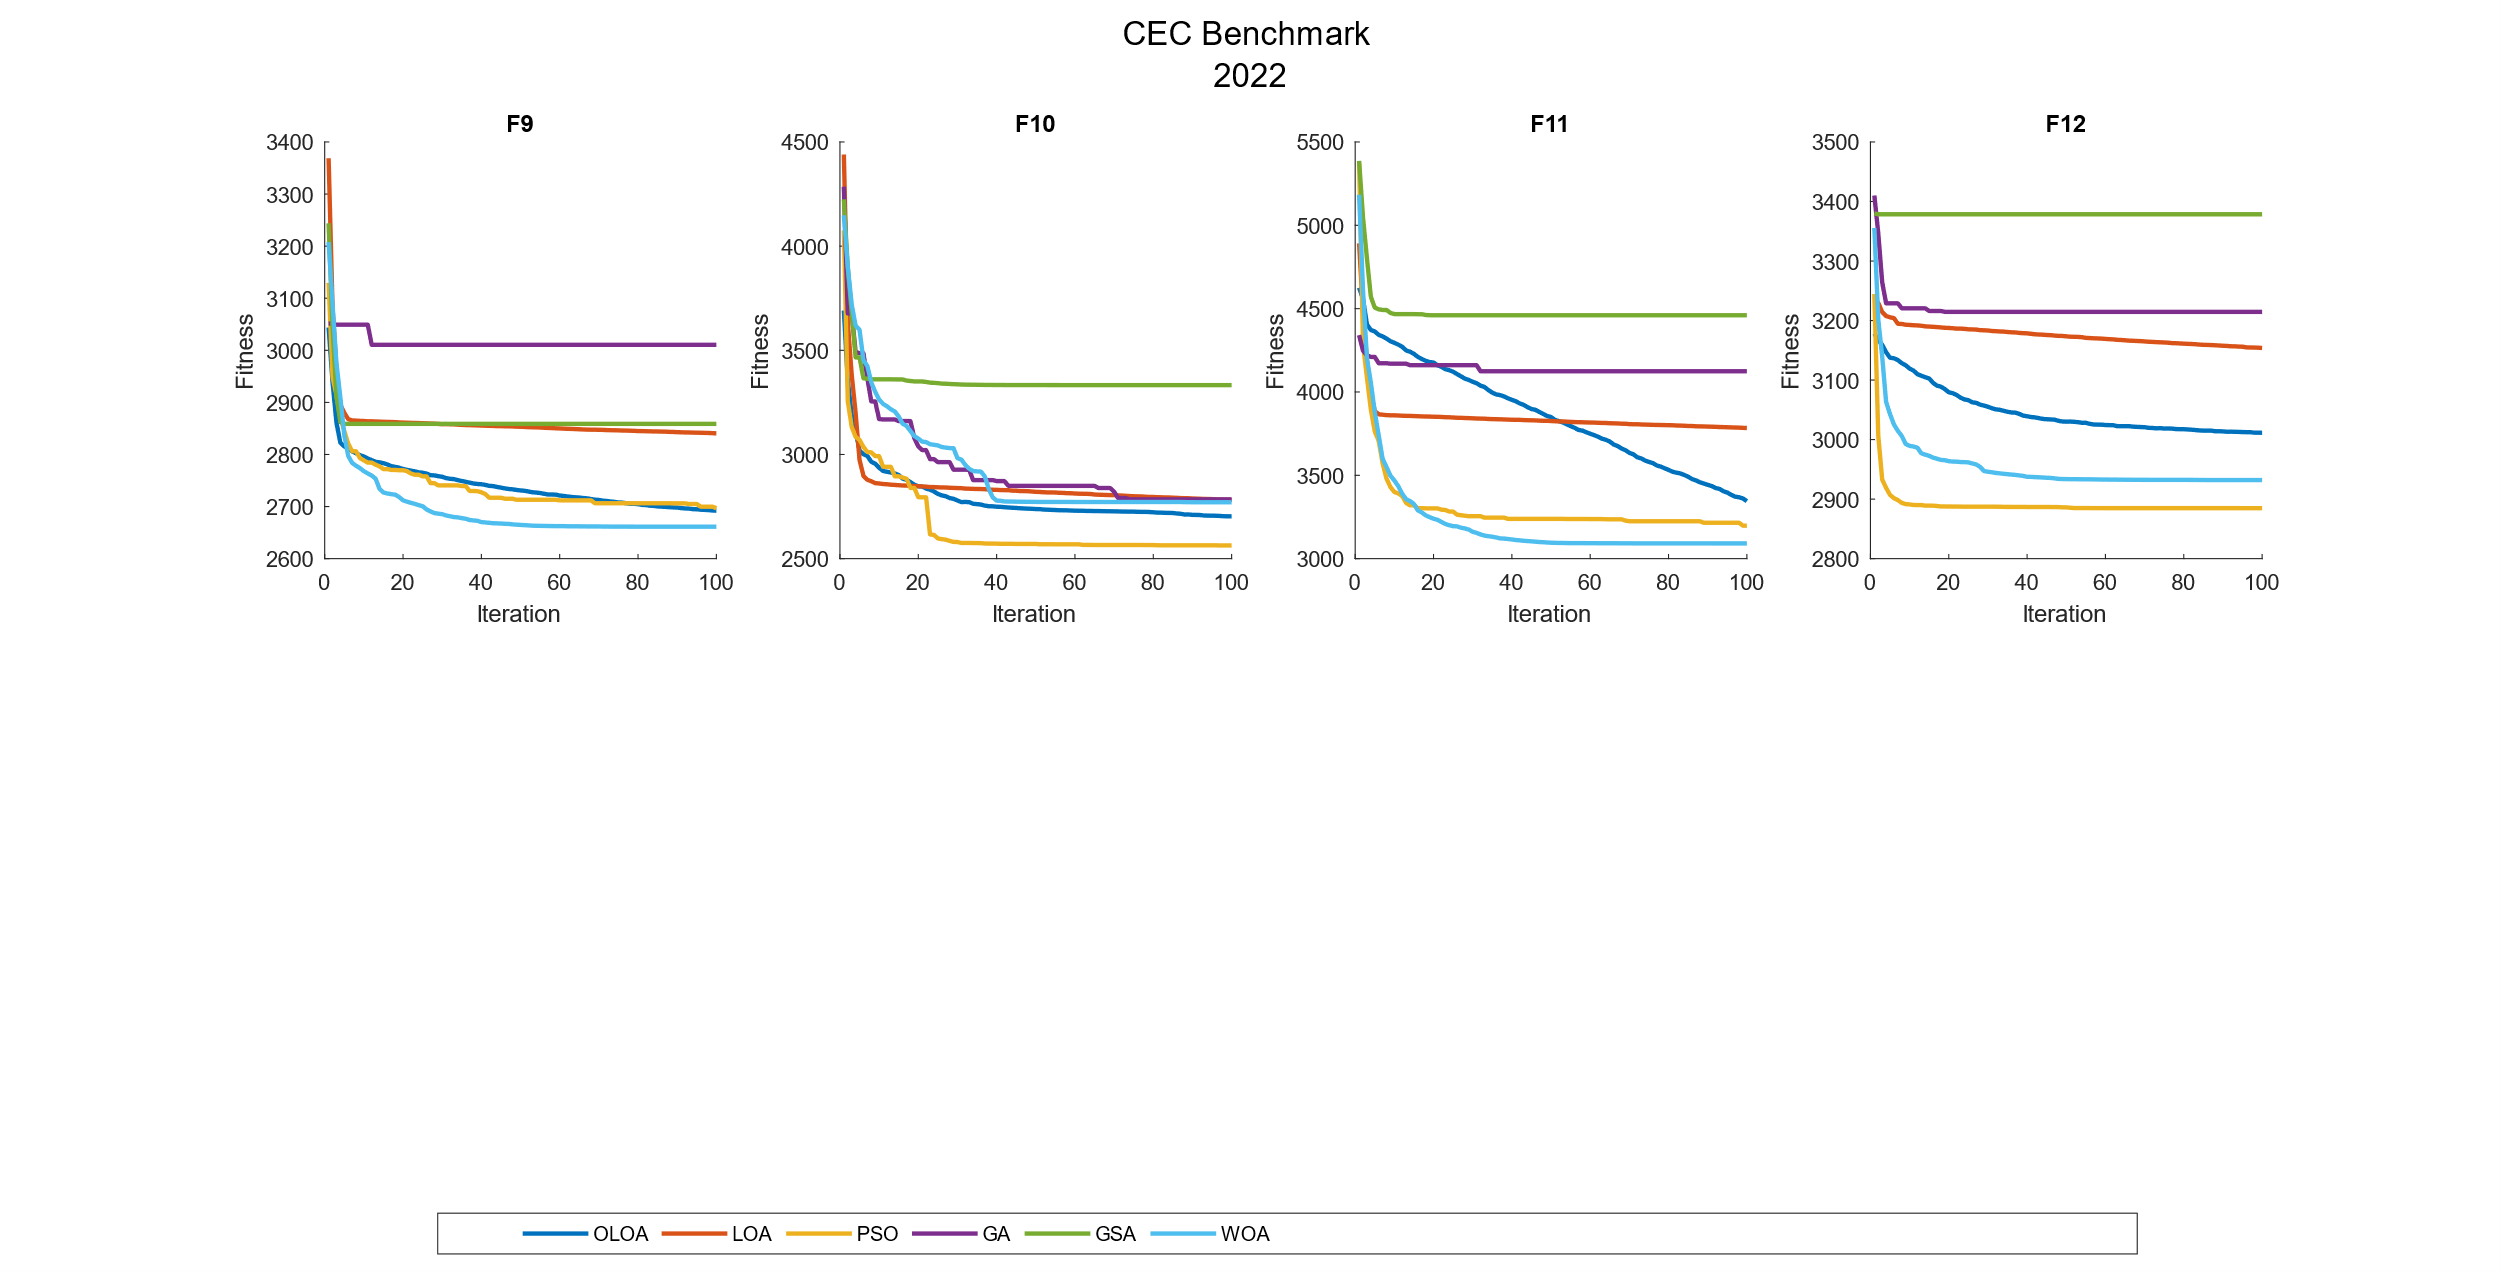 CEC Benchmark
2022
F9
3400
3300
3200
3100
3000
2900
2800
2700
2600
Fitness
0 20 40 60 80 100
Iteration
F10
4500
4000
3500
3000
2500
Fitness
0 20 40 60 80 100
Iteration
F11
5500
5000
4500
4000
3500
3000
Fitness
0 20 40 60 80 100
Iteration
F12
3500
3400
3300
3200
3100
3000
2900
2800
Fitness
0 20 40 60 80 100
Iteration
OLOA LOA PSO GA GSA WOA